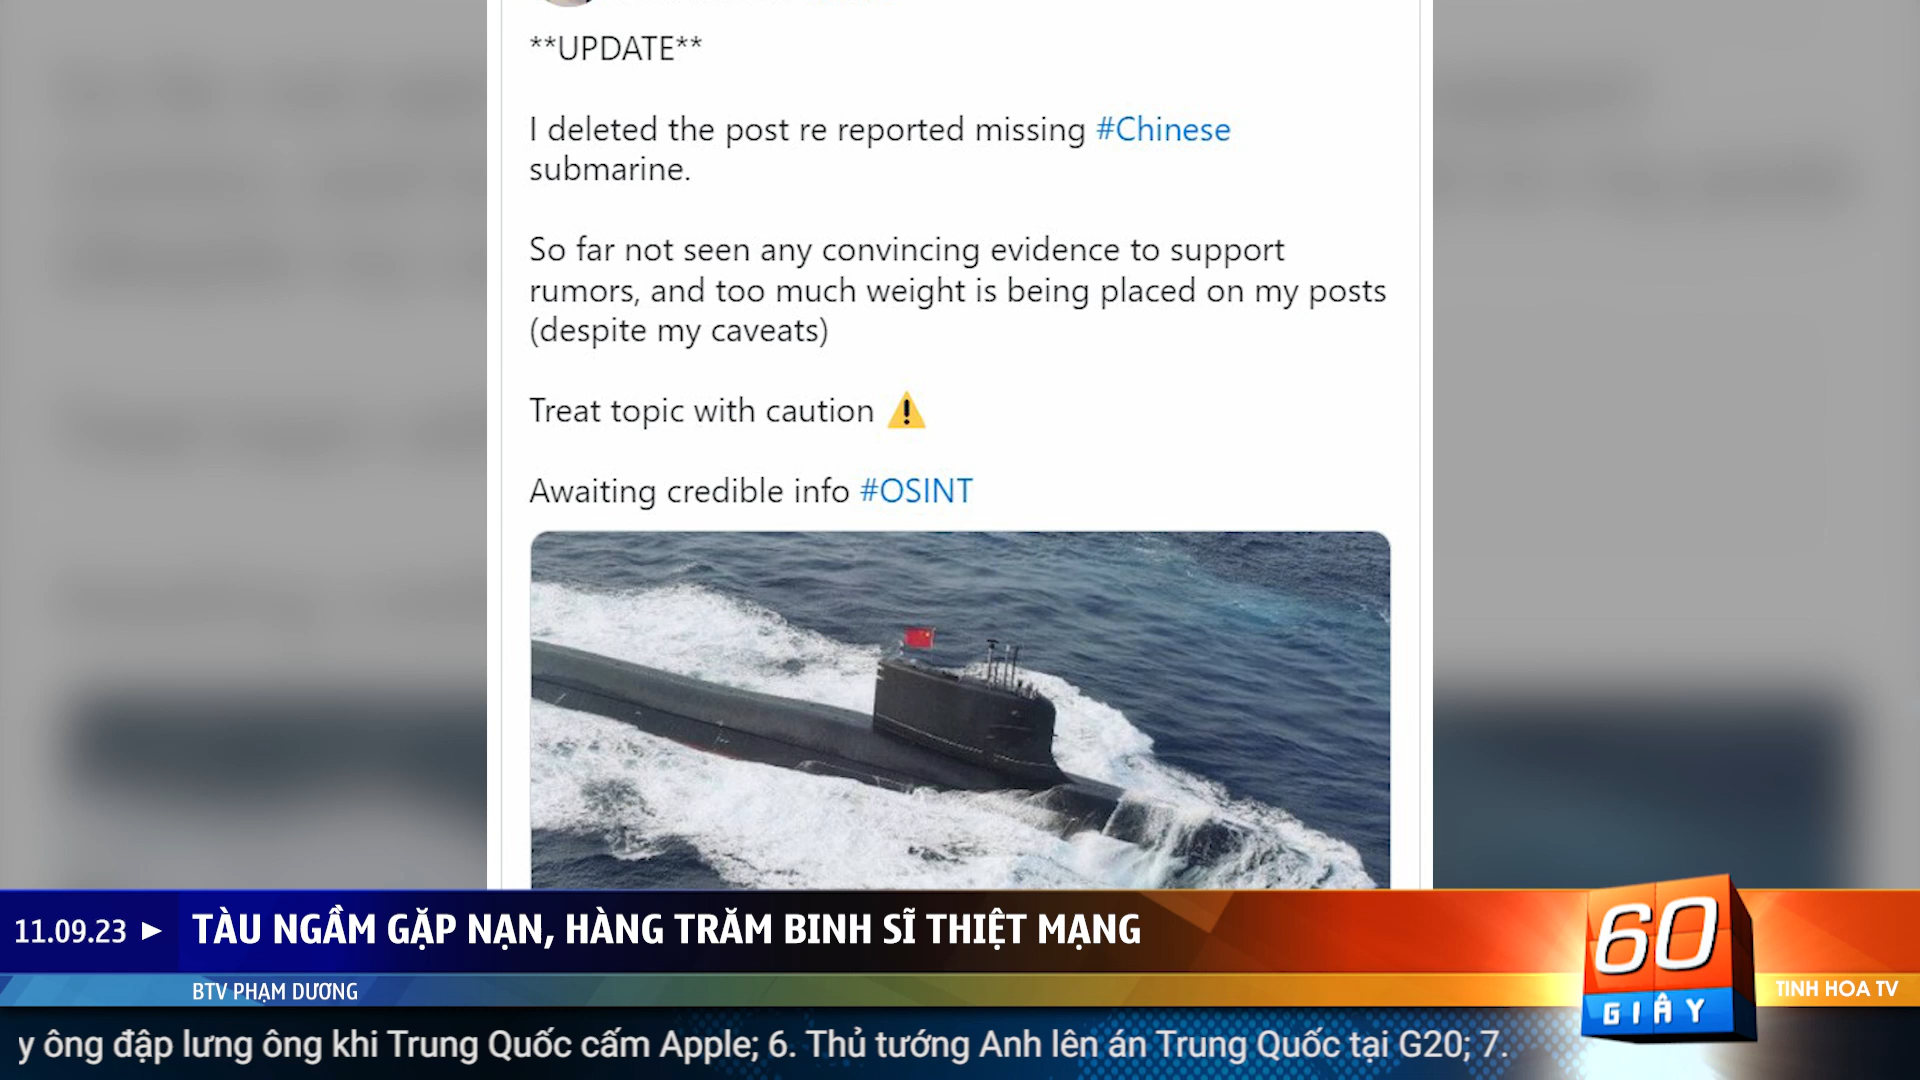 **UPDATE**
I deleted the post re reported missing #Chinese
submarine.
So far not seen any convincing evidence to support
rumors, and too much weight is being placed on my posts
(despite my caveats)
Treat topic with caution ⚠
Awaiting credible info #OSINT
11.09.23 ►
TÀU NGẦM GẶP NẠN, HÀNG TRĂM BINH SĨ THIỆT MẠNG
BTV PHẠM DƯƠNG
60
GIÂY
TINH HOA TV
y ông đập lưng ông khi Trung Quốc cấm Apple; 6. Thủ tướng Anh lên án Trung Quốc tại G20; 7.